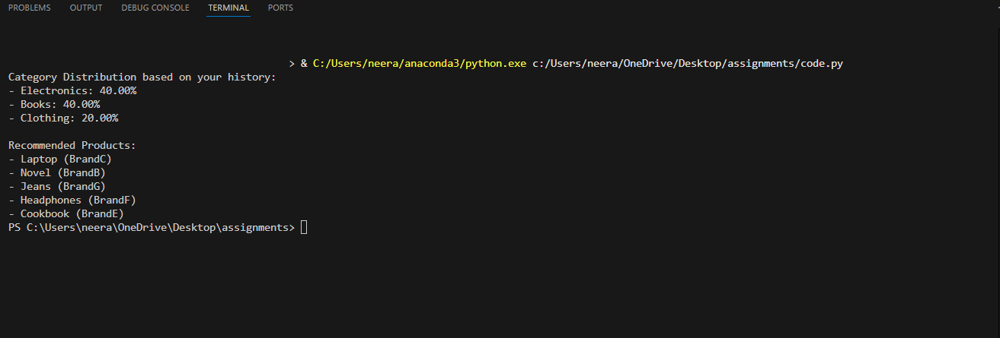 PROBLEMS OUTPUT DEBUG CONSOLE TERMINAL PORTS
> & C:/Users/neera/anaconda3/python.exe c:/Users/neera/OneDrive/Desktop/assignments/code.py
Category Distribution based on your history:
- Electronics: 40.00%
- Books: 40.00%
- Clothing: 20.00%
Recommended Products:
- Laptop (BrandC)
- Novel (BrandB)
- Jeans (BrandG)
- Headphones (BrandF)
- Cookbook (BrandE)
PS C:\Users\neera\OneDrive\Desktop\assignments>